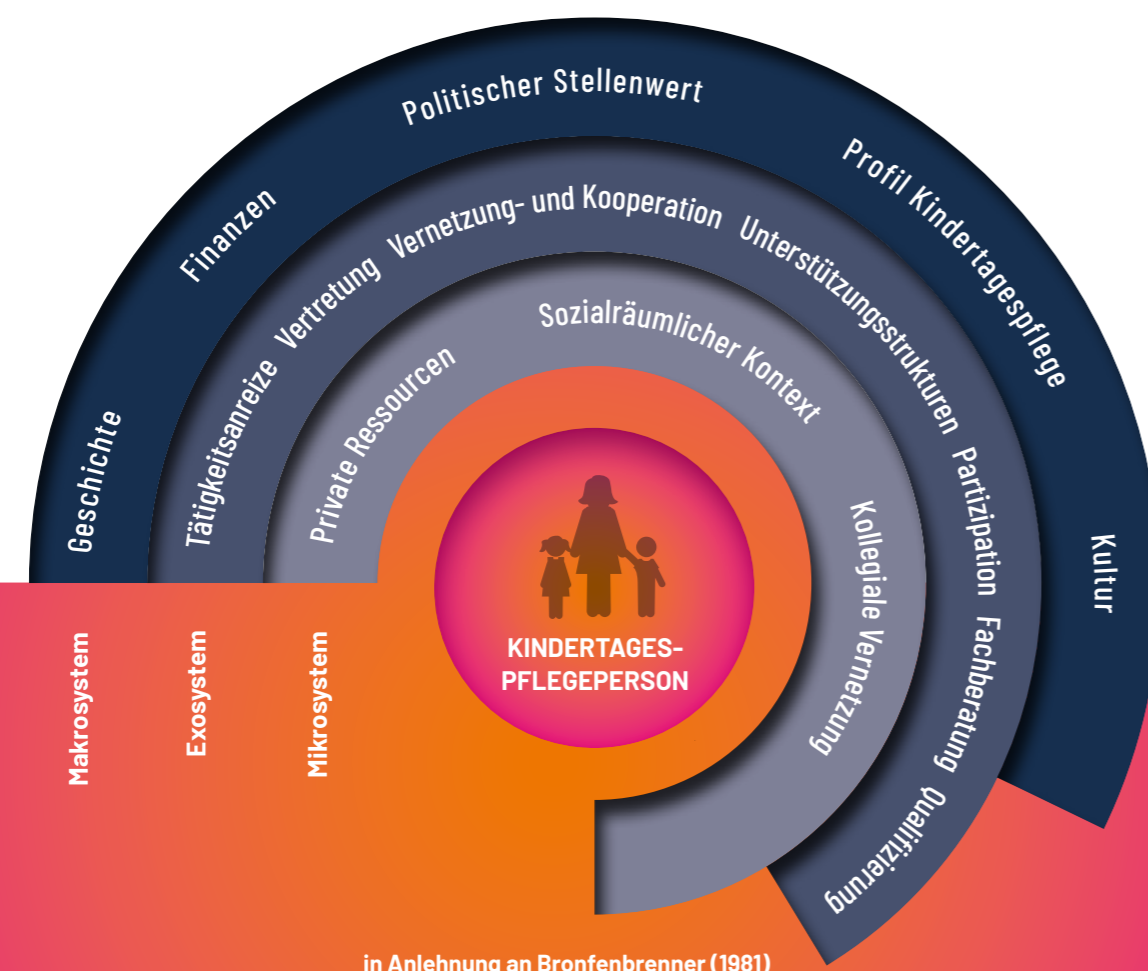 Politischer Stellenwert
Profil Kindertagespflege
Finanzen
Geschichte
Kultur
Vernetzung- und Kooperation
Unterstützungsstrukturen
Vertretung
Tätigkeitsanreize
Partizipation
Fachberatung
Qualifizierung
Sozialräumlicher Kontext
Private Ressourcen
Kollegiale Vernetzung
KINDERTAGES-
PFLEGEPERSON
Makrosystem
Exosystem
Mikrosystem
in Anlehnung an Bronfenbrenner (1981)